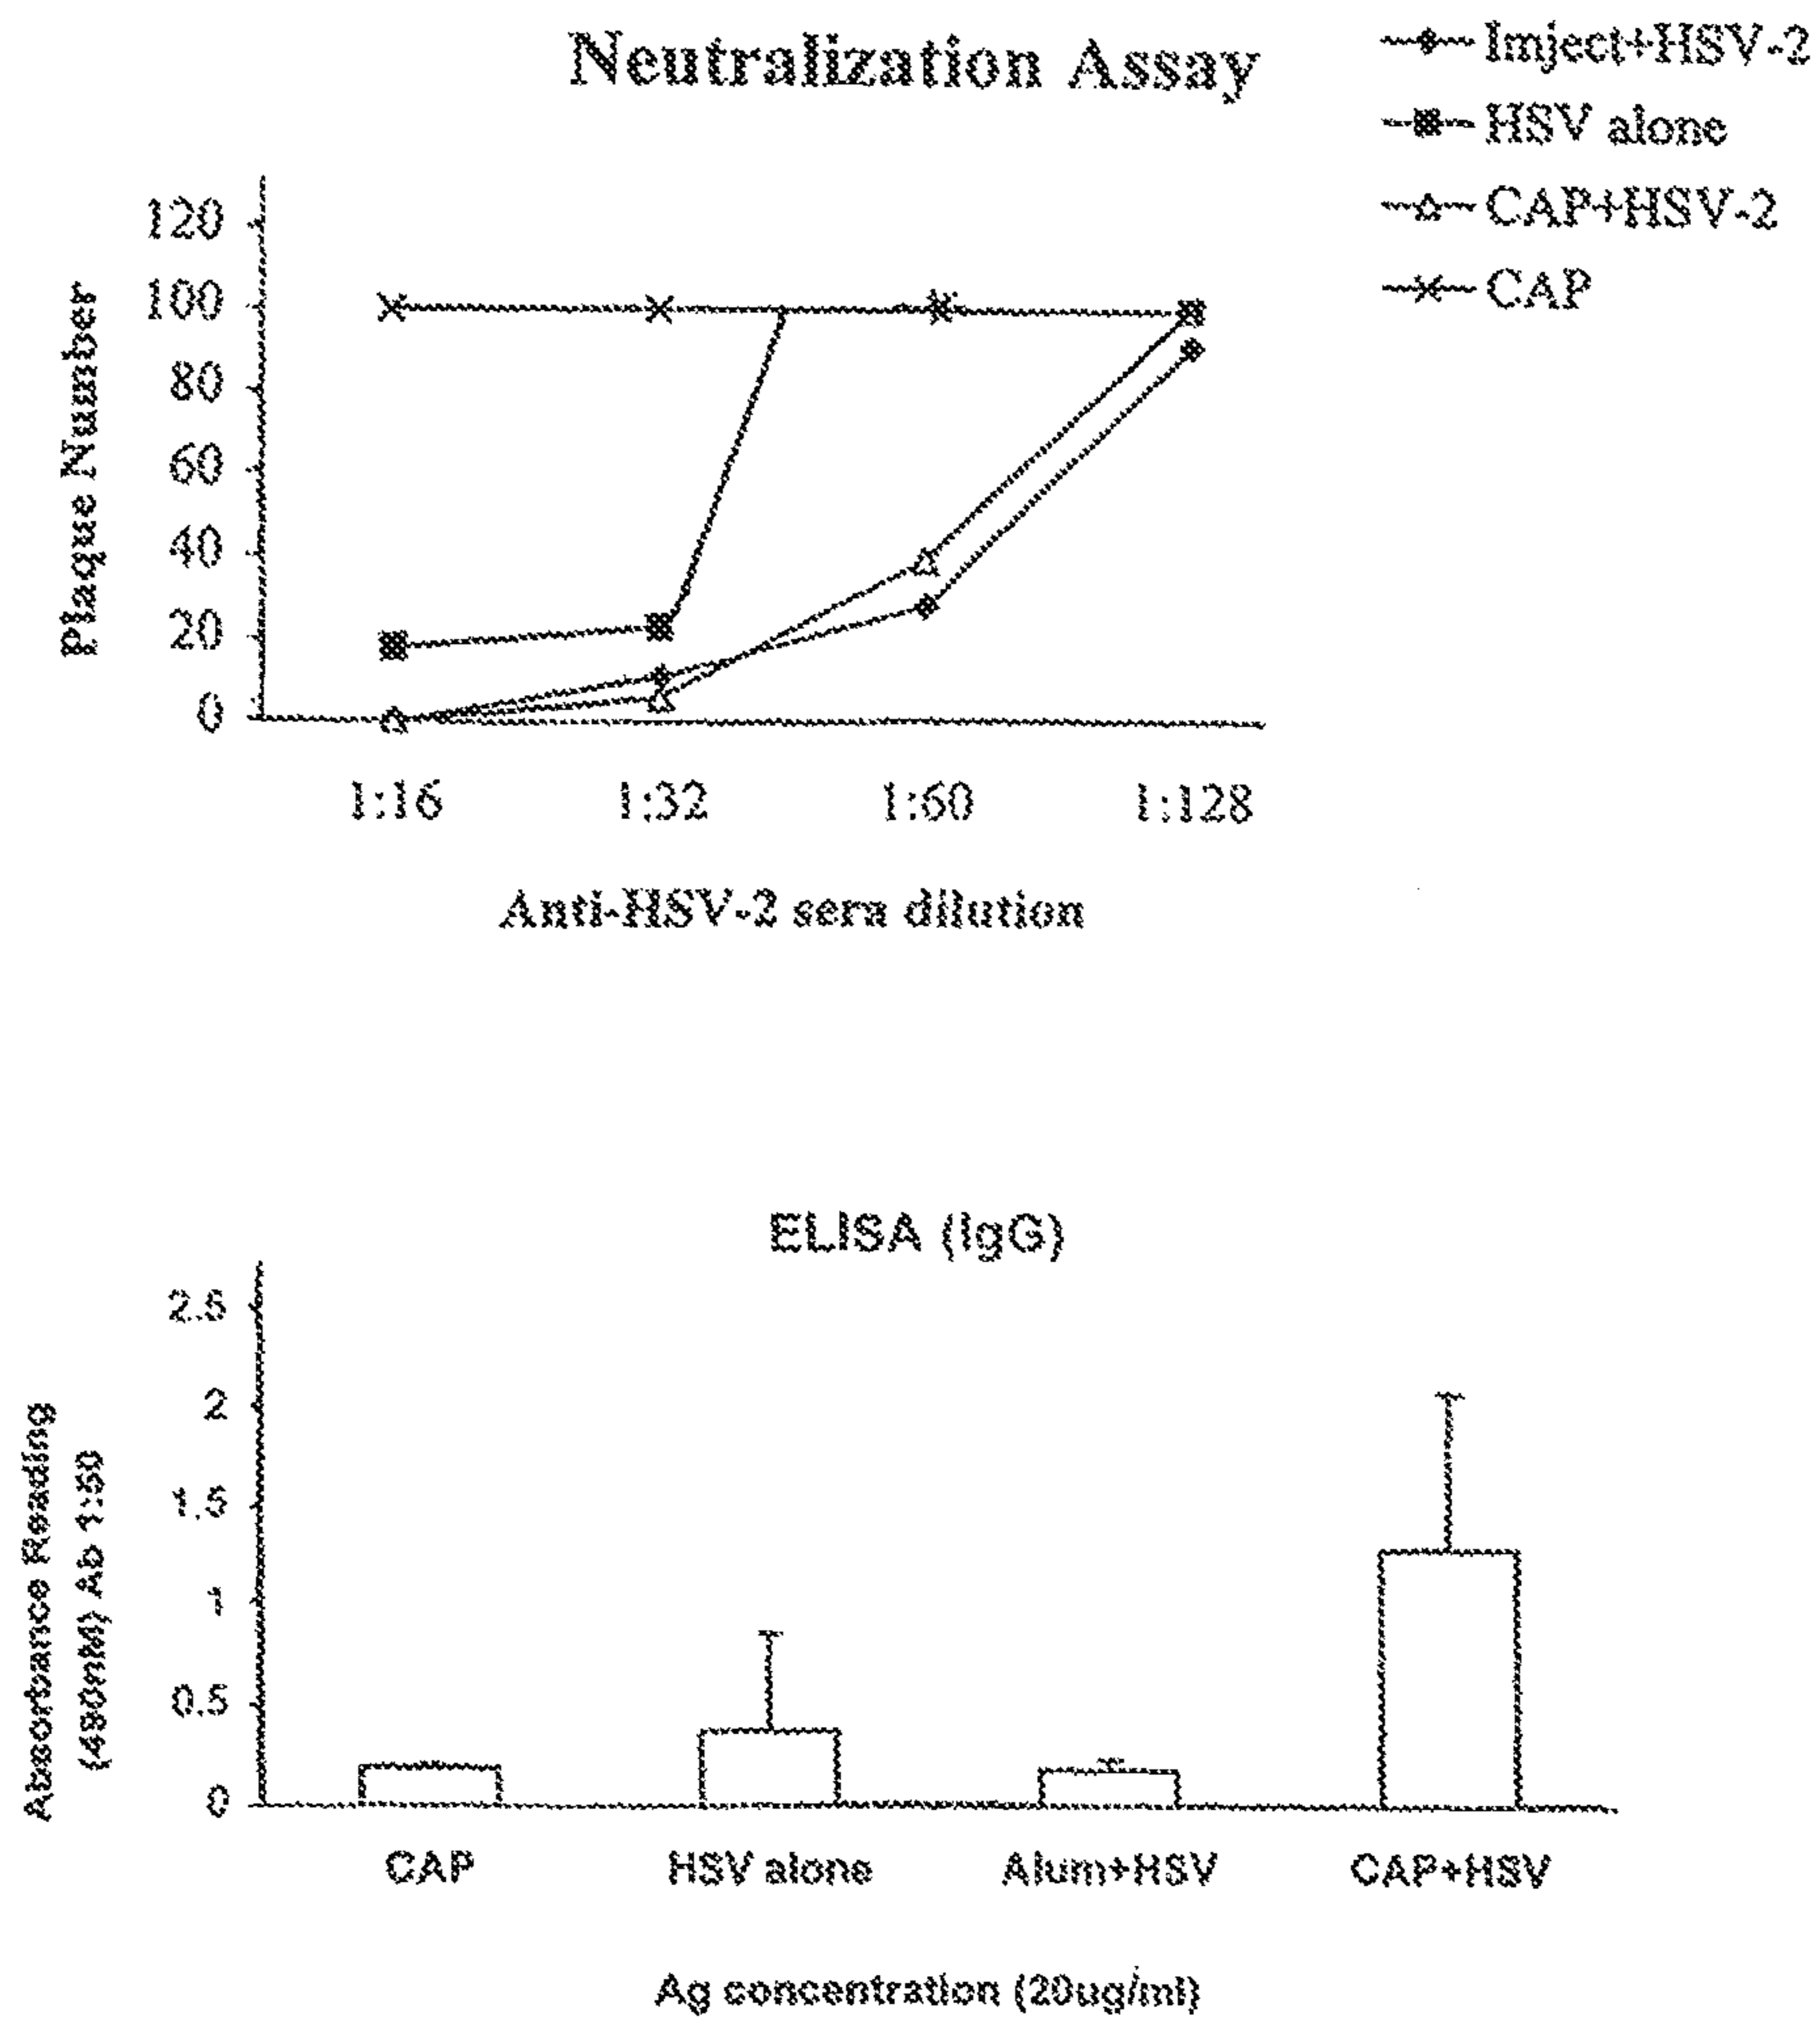 Neutralization Assay
Imject+HSV-2
HSV alone
CAP+HSV-2
CAP
120
100
80
60
40
20
0
Plaque Number
1:16
1:32
1:60
1:128
Anti-HSV-2 sera dilution
ELISA (IgG)
2.5
2
1.5
1
0.5
0
Absorbance Reading
(490nM) Ab 1:50
CAP
HSV alone
Alum+HSV
CAP+HSV
Ag concentration (20ug/ml)